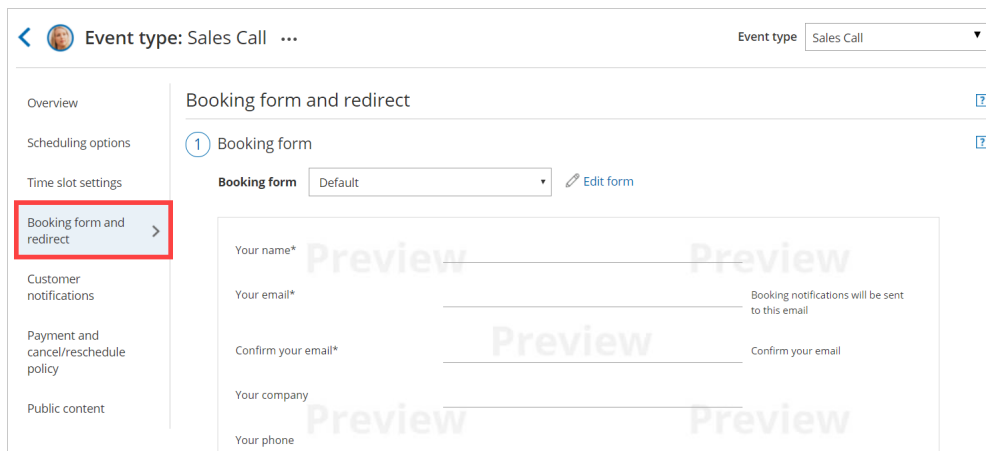 Event type: Sales Call ...
Event type Sales Call
Overview
Scheduling options
Time slot settings
Booking form and
redirect
Customer
notifications
Payment and
cancel/reschedule
policy
Public content
Booking form and redirect
?
1 Booking form
?
Booking form Default Edit form
Preview Preview
Your name*
Your email* Booking notifications will be sent
to this email
Preview
Confirm your email* Confirm your email
Your company
Preview Preview
Your phone